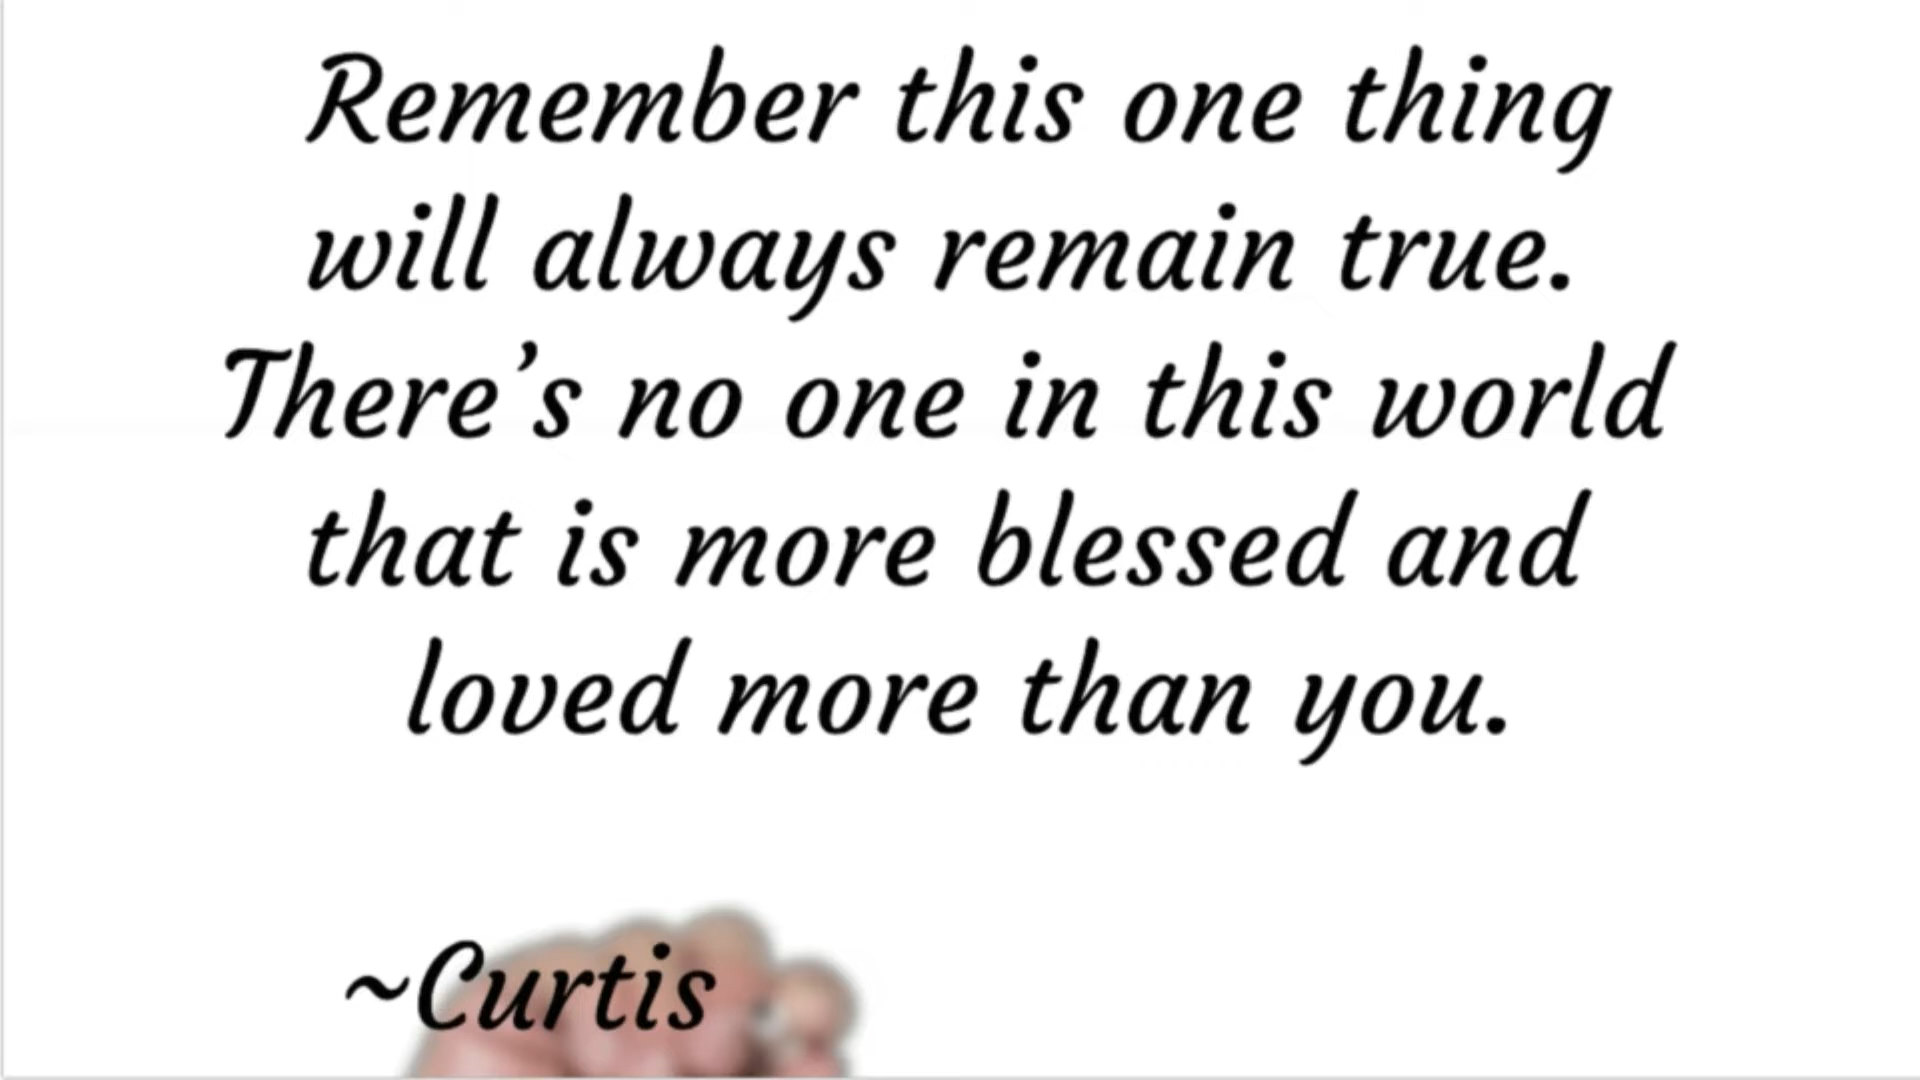 Remember this one thing
will always remain true.
There’s no one in this world
that is more blessed and
loved more than you.
~Curtis